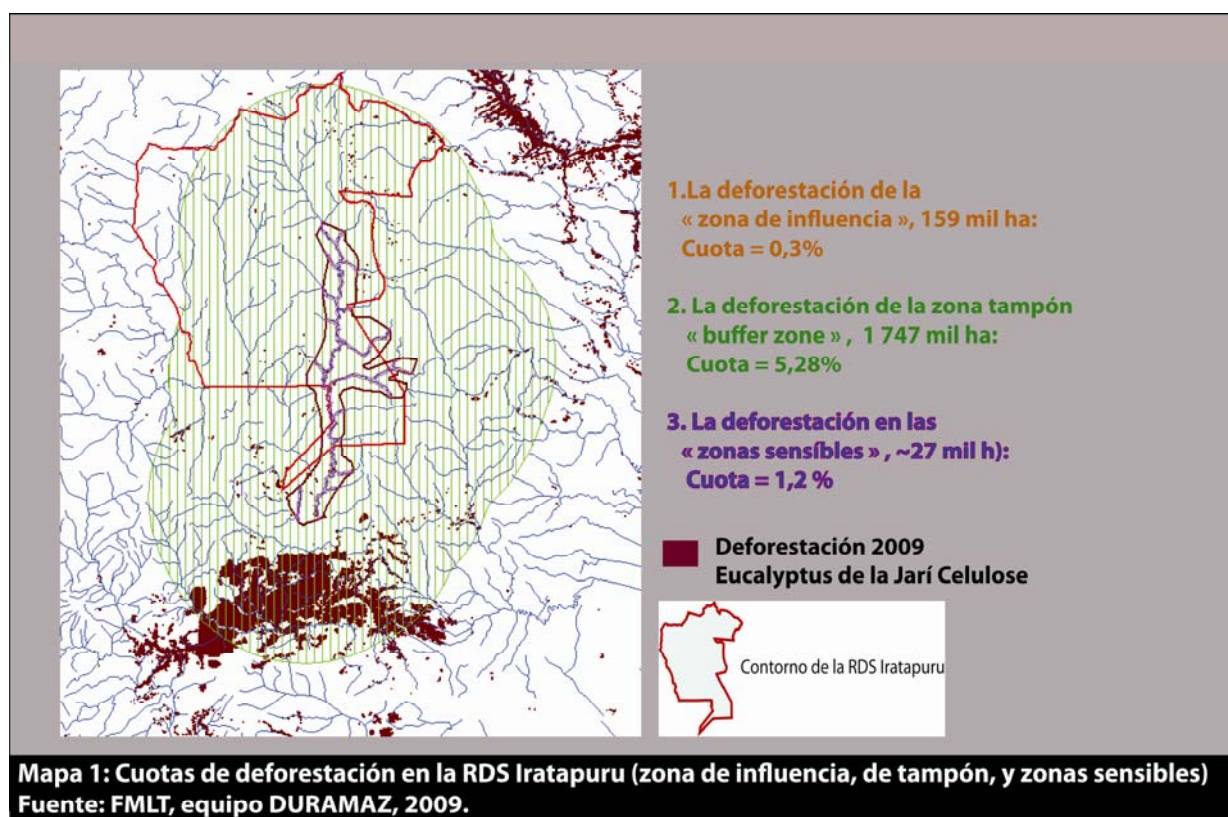 1.La deforestación de la
« zona de influencia », 159 mil ha:
Cuota = 0,3%
2. La deforestación de la zona tampón
« buffer zone » , 1 747 mil ha:
Cuota = 5,28%
3. La deforestación en las
« zonas sensíbles » , ~27 mil h):
Cuota = 1,2 %
Deforestación 2009
Eucalyptus de la Jarí Celulose
Contorno de la RDS Iratapuru
Mapa 1: Cuotas de deforestación en la RDS Iratapuru (zona de influencia, de tampón, y zonas sensibles)
Fuente: FMLT, equipo DURAMAZ, 2009.